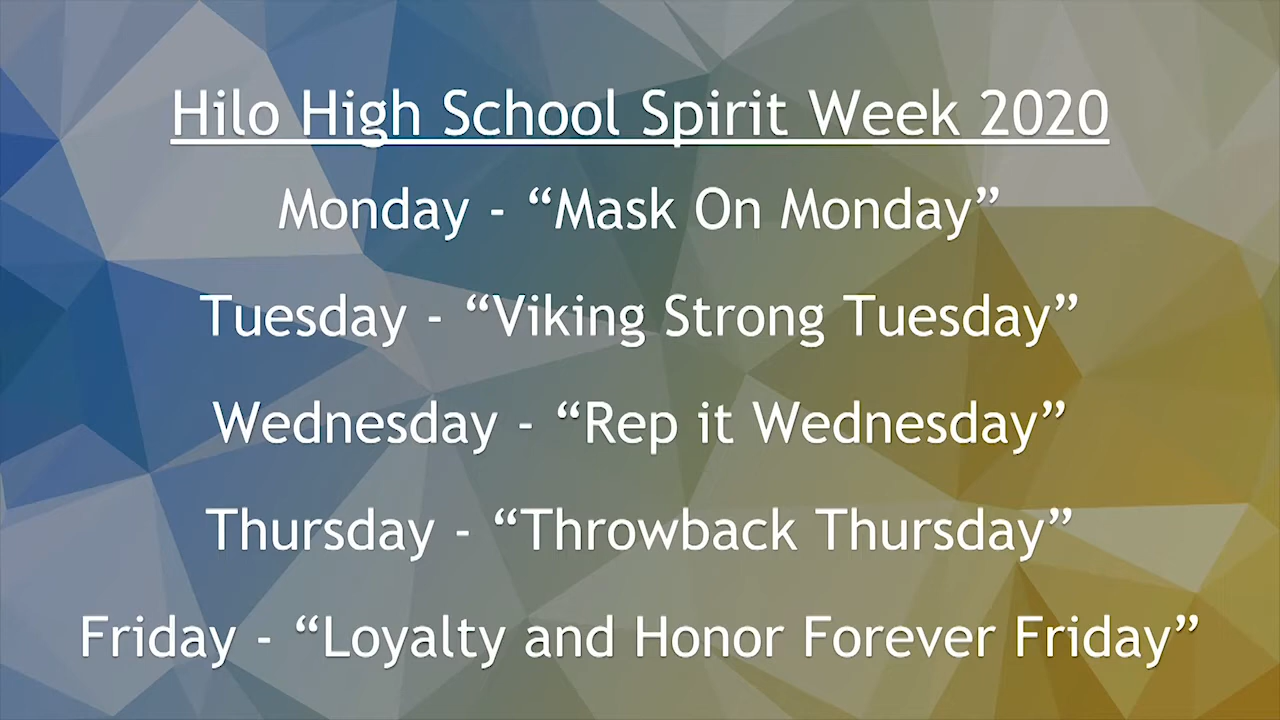 Hilo High School Spirit Week 2020
Monday - “Mask On Monday”
Tuesday - “Viking Strong Tuesday”
Wednesday - “Rep it Wednesday”
Thursday - “Throwback Thursday”
Friday - “Loyalty and Honor Forever Friday”